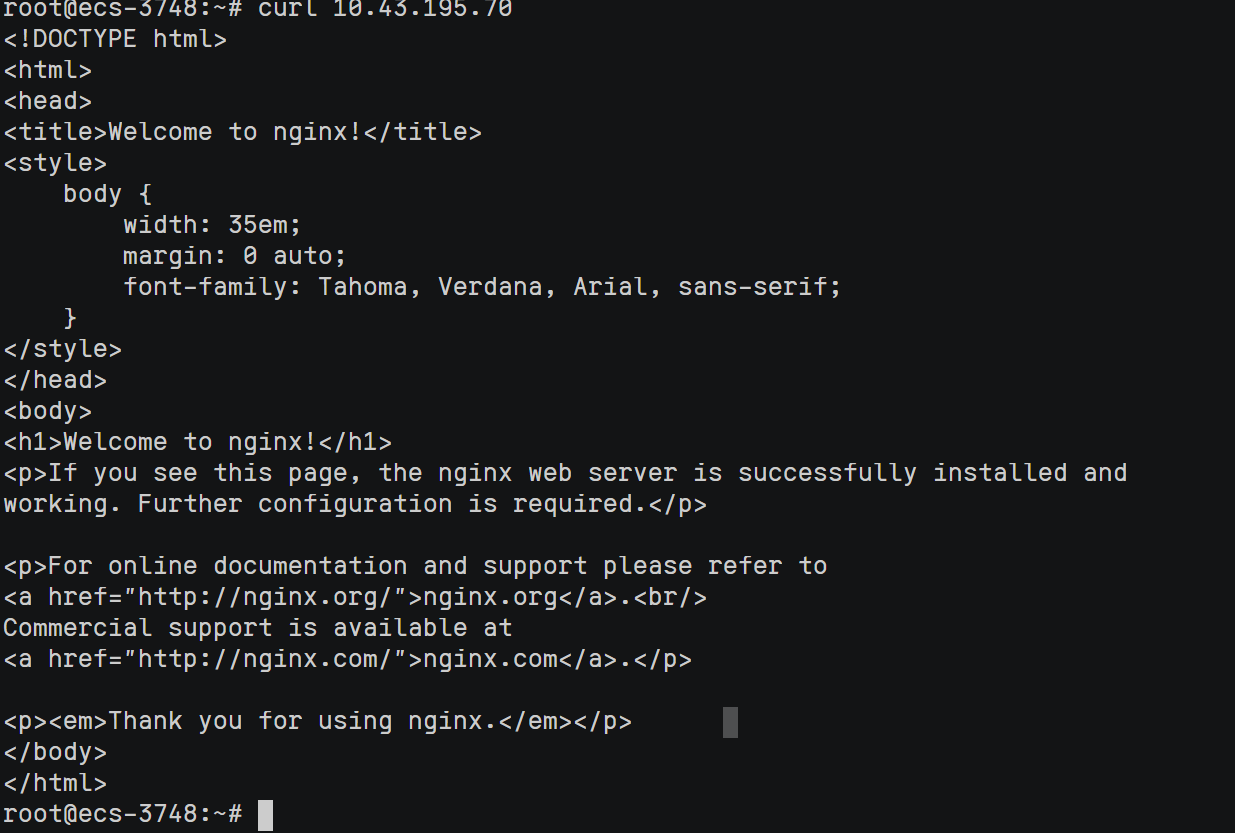 root@ecs-3748:~# curl 10.43.195.70
<!DOCTYPE html>
<html>
<head>
<title>Welcome to nginx!</title>
<style>
    body {
        width: 35em;
        margin: 0 auto;
        font-family: Tahoma, Verdana, Arial, sans-serif;
    }
</style>
</head>
<body>
<h1>Welcome to nginx!</h1>
<p>If you see this page, the nginx web server is successfully installed and
working. Further configuration is required.</p>

<p>For online documentation and support please refer to
<a href="http://nginx.org/">nginx.org</a>.<br/>
Commercial support is available at
<a href="http://nginx.com/">nginx.com</a>.</p>

<p><em>Thank you for using nginx.</em></p>
</body>
</html>
root@ecs-3748:~#